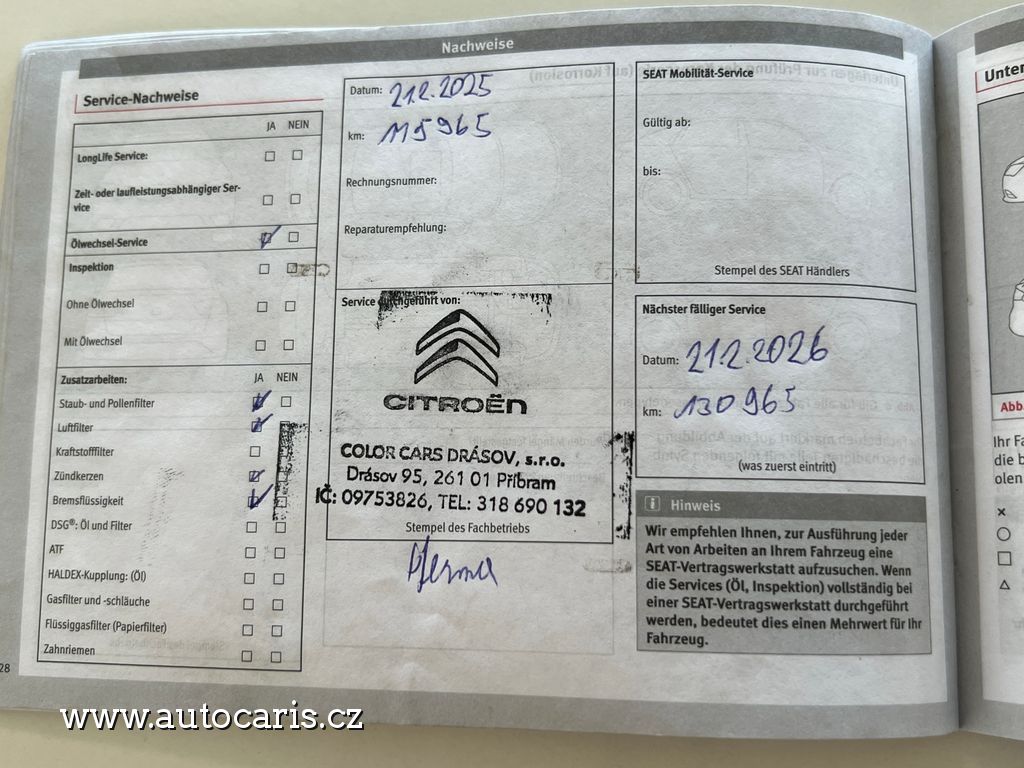 Nachweise
Service-Nachweise
JA NEIN
LongLife Service:
Zeit- oder laufleistungsabhängiger Ser-
vice
Ölwechsel-Service
Inspektion
Ohne Ölwechsel
Mit Ölwechsel
Zusatzarbeiten: JA NEIN
Staub- und Pollenfilter
Luftfilter
Kraftstofffilter
Zündkerzen
Bremsflüssigkeit
DSG®: Öl und Filter
ATF
HALDEX-Kupplung: (Öl)
Gasfilter und -schläuche
Flüssiggasfilter (Papierfilter)
Zahnriemen
28
Datum: 21.2.2025
km: 115965
Rechnungsnummer:
Reparaturempfehlung:
Service durchgeführt von:
CITROËN
COLOR CARS DRÁSOV, s.r.o.
Drásov 95, 261 01 Příbram
IČ: 09753826, TEL: 318 690 132
Stempel des Fachbetriebs
SEAT Mobilität-Service
Gültig ab:
bis:
Stempel des SEAT Händlers
Nächster fälliger Service
Datum: 21.2.2026
km: 130965
(was zuerst eintritt)
i Hinweis
Wir empfehlen Ihnen, zur Ausführung jeder
Art von Arbeiten an Ihrem Fahrzeug eine
SEAT-Vertragswerkstatt aufzusuchen. Wenn
die Services (Öl, Inspektion) vollständig bei
einer SEAT-Vertragswerkstatt durchgeführt
werden, bedeutet dies einen Mehrwert für Ihr
Fahrzeug.
Unter
Abb
Ihr Fa
die b
olen
www.autocaris.cz